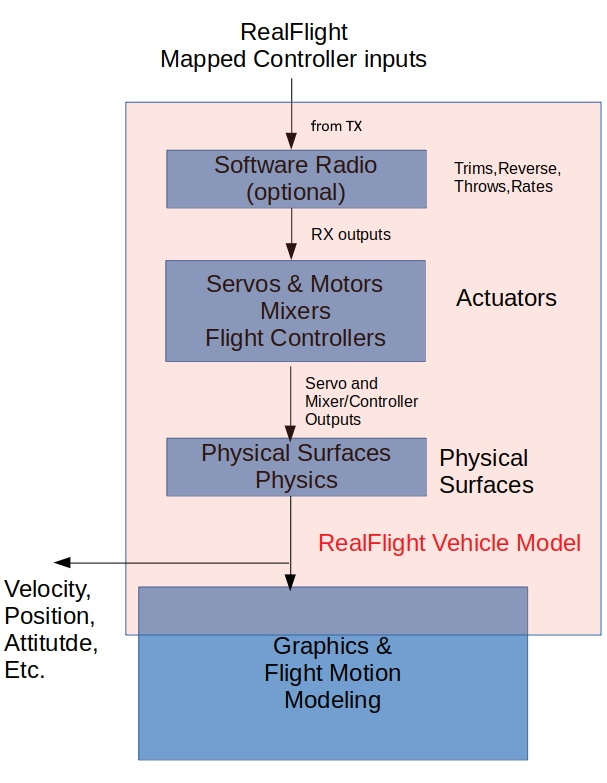 RealFlight
Mapped Controller inputs
from TX
Software Radio
(optional)
Trims,Reverse,
Throws,Rates
RX outputs
Servos & Motors
Mixers
Flight Controllers
Actuators
Servo and
Mixer/Controller
Outputs
Physical Surfaces
Physics
Physical
Surfaces
RealFlight Vehicle Model
Velocity,
Position,
Attitutde,
Etc.
Graphics &
Flight Motion
Modeling